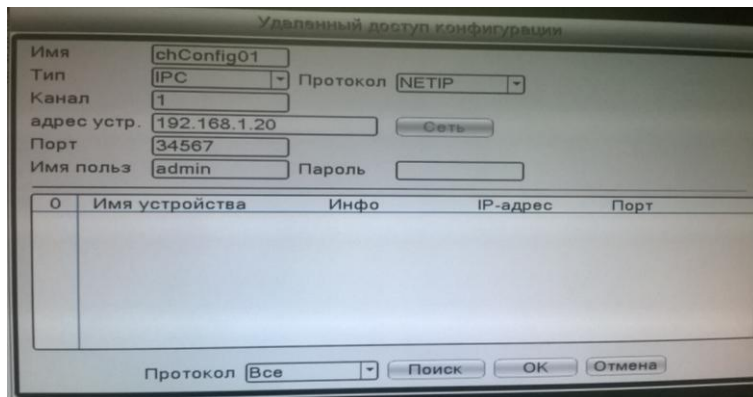 Удаленный доступ конфигурации
Имя chConfig01
Тип IPC Протокол NETIP
Канал 1
адрес устр. 192.168.1.20 Сеть
Порт 34567
Имя польз admin Пароль
0 Имя устройства Инфо IP-адрес Порт
Протокол Все Поиск OK Отмена